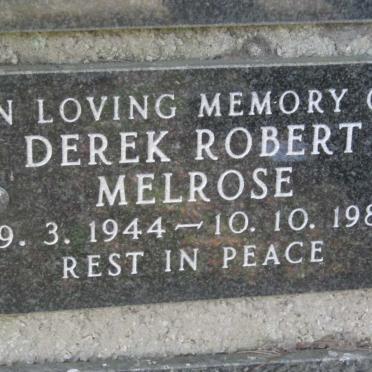 N LOVING MEMORY O
DEREK ROBERT
MELROSE
9. 3. 1944 — 10. 10. 198
REST IN PEACE